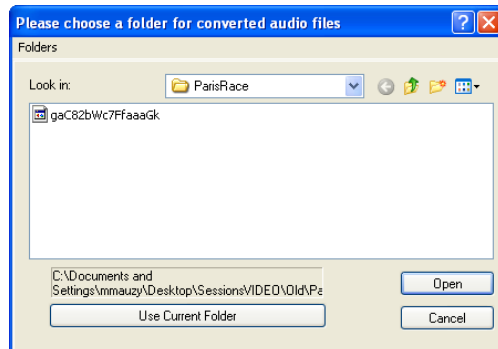 Please choose a folder for converted audio files
Folders
Look in:
ParisRace
gaC82bWc7FfaaaGk
C:\Documents and
Settings\mmauzy\Desktop\SessionsVIDEO\Old\Pa
Open
Use Current Folder
Cancel